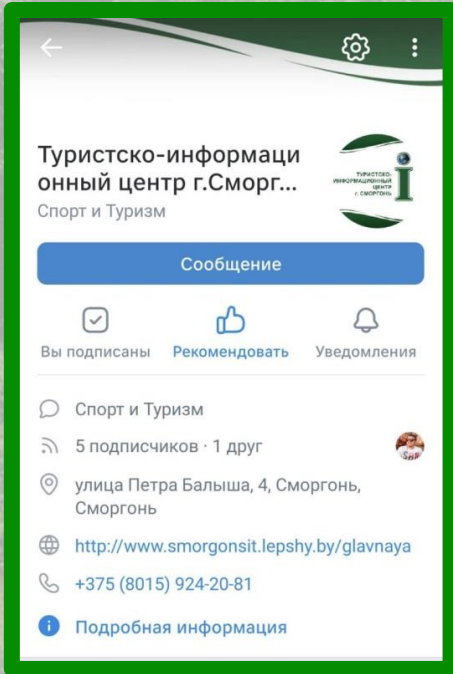 Туристско-информаци
онный центр г.Сморг...
Спорт и Туризм
ТУРИСТСКО-
ИНФОРМАЦИОННЫЙ
ЦЕНТР
г. СМОРГОНЬ
Сообщение
Вы подписаны
Рекомендовать
Уведомления
Спорт и Туризм
5 подписчиков · 1 друг
улица Петра Балыша, 4, Сморгонь,
Сморгонь
http://www.smorgonsit.lepshy.by/glavnaya
+375 (8015) 924-20-81
Подробная информация